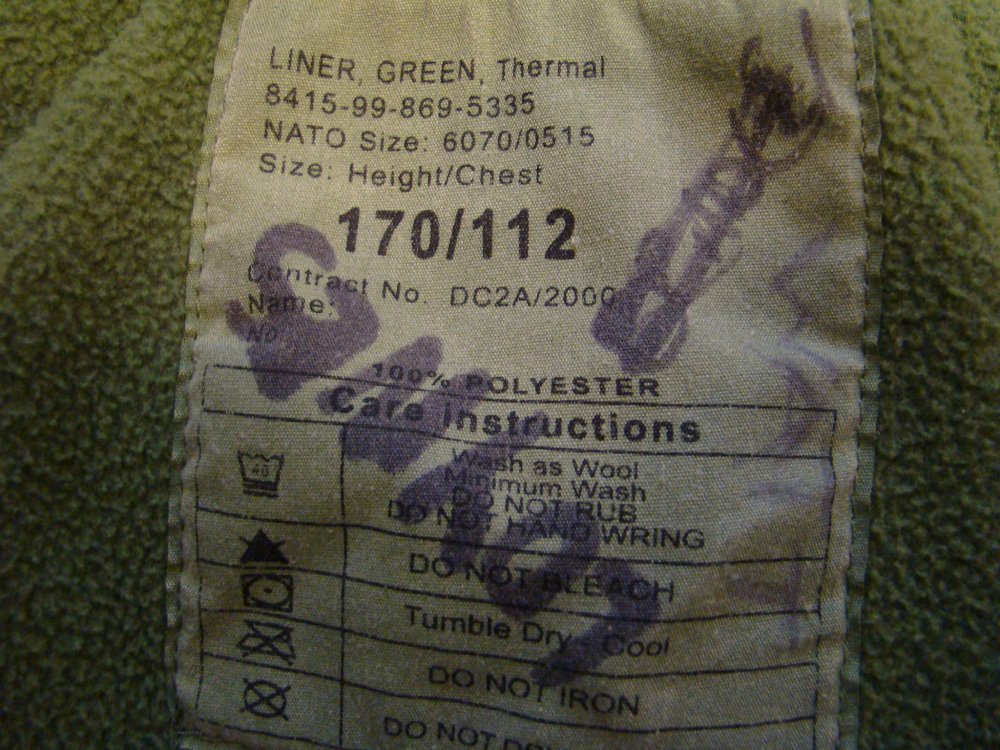 LINER, GREEN, Thermal
8415-99-869-5335
NATO Size: 6070/0515
Size: Height/Chest
170/112
Contract No. DC2A/2000
Name:
No.
100% POLYESTER
Care instructions
40
Wash as Wool
Minimum Wash
DO NOT RUB
DO NOT HAND WRING
DO NOT BLEACH
Tumble Dry Cool
DO NOT IRON
DO NOT